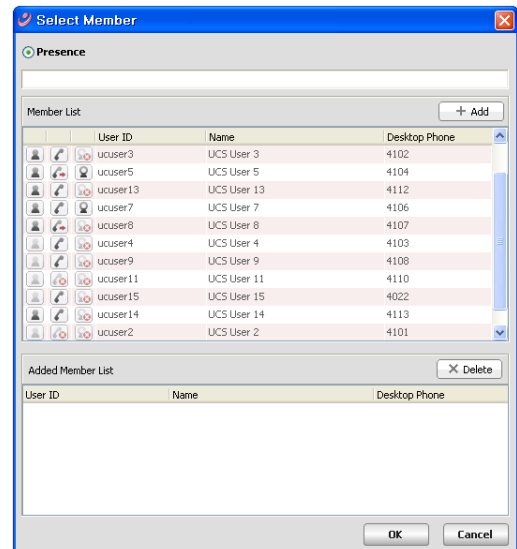 Select Member
Presence
Member List
+ Add
User ID Name Desktop Phone
ucuser3 UCS User 3 4102
ucuser5 UCS User 5 4104
ucuser13 UCS User 13 4112
ucuser7 UCS User 7 4106
ucuser8 UCS User 8 4107
ucuser4 UCS User 4 4103
ucuser9 UCS User 9 4108
ucuser11 UCS User 11 4110
ucuser15 UCS User 15 4022
ucuser14 UCS User 14 4113
ucuser2 UCS User 2 4101
Added Member List
Delete
User ID Name Desktop Phone
OK Cancel